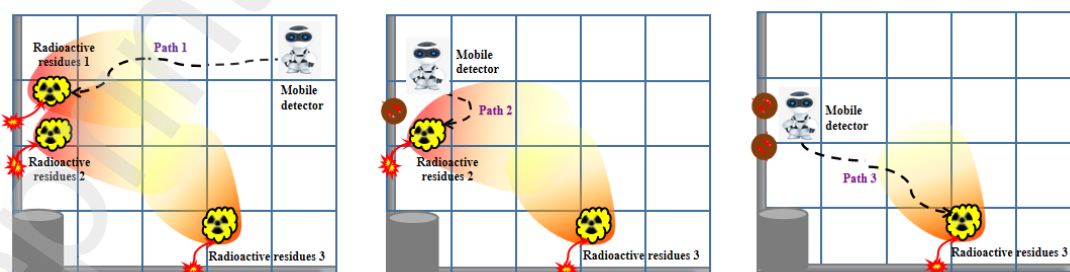 Radioactive
residues 1
Path 1
Mobile
detector
Radioactive
residues 2
Radioactive residues 3
Mobile
detector
Path 2
Radioactive
residues 2
Radioactive residues 3
Mobile
detector
Path 3
Radioactive residues 3